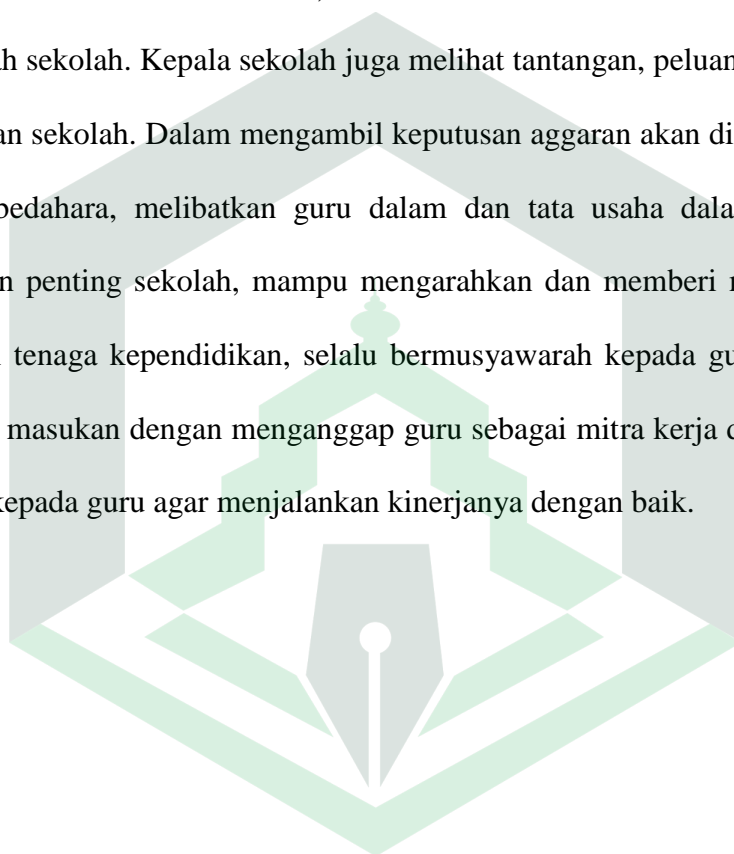 ah sekolah. Kepala sekolah juga melihat tantangan, peluan
an sekolah. Dalam mengambil keputusan aggaran akan di
bedahara, melibatkan guru dalam dan tata usaha dala
n penting sekolah, mampu mengarahkan dan memberi
tenaga kependidikan, selalu bermusyawarah kepada gu
masukan dengan menganggap guru sebagai mitra kerja
kepada guru agar menjalankan kinerjanya dengan baik.